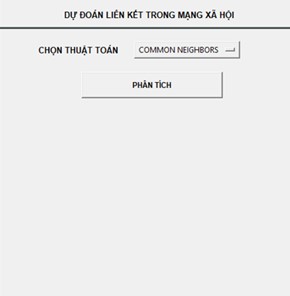 DỰ ĐOÁN LIÊN KẾT TRONG MẠNG XÃ HỘI
CHỌN THUẬT TOÁN COMMON NEIGHBORS
PHÂN TÍCH